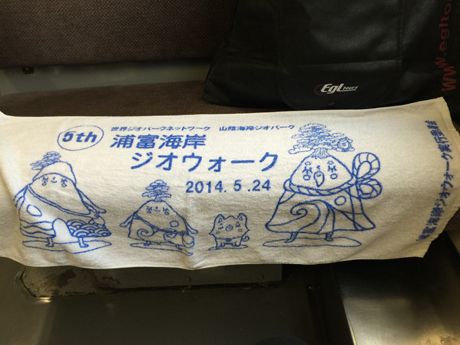 5th
世界ジオパークネットワーク 山陰海岸ジオパーク
浦富海岸
ジオウォーク
2014.5.24
浦富海岸ジオウォーク実行委員会
Egl
www.egho